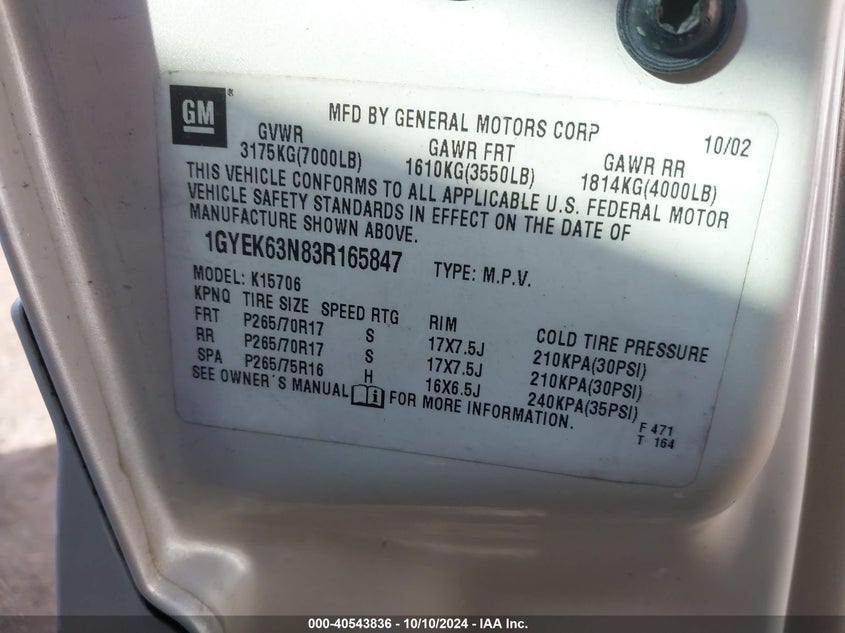 GM®
MFD BY GENERAL MOTORS CORP 10/02
GVWR GAWR FRT GAWR RR
3175KG(7000LB) 1610KG(3550LB) 1814KG(4000LB)
THIS VEHICLE CONFORMS TO ALL APPLICABLE U.S. FEDERAL MOTOR
VEHICLE SAFETY STANDARDS IN EFFECT ON THE DATE OF
MANUFACTURE SHOWN ABOVE.
1GYEK63N83R165847 TYPE: M.P.V.
MODEL: K15706
KPNQ TIRE SIZE SPEED RTG RIM COLD TIRE PRESSURE
FRT P265/70R17 S 17X7.5J 210KPA(30PSI)
RR P265/70R17 S 17X7.5J 210KPA(30PSI)
SPA P265/75R16 H 16X6.5J 240KPA(35PSI)
SEE OWNER´S MANUAL i FOR MORE INFORMATION.
F 471
T 164
000-40543836 - 10/10/2024 - IAA Inc.